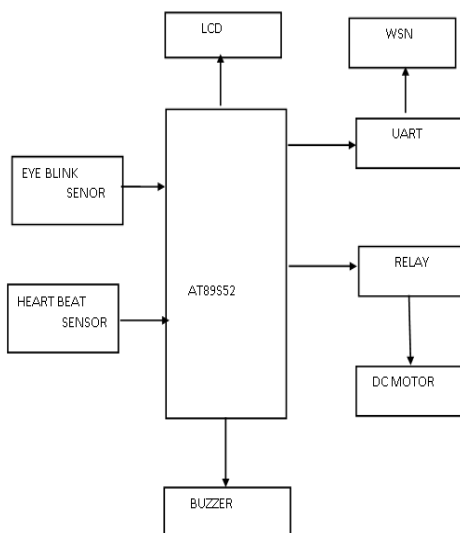 LCD
WSN
UART
EYE BLINK
SENOR
RELAY
AT89S52
HEART BEAT
SENSOR
DC MOTOR
BUZZER